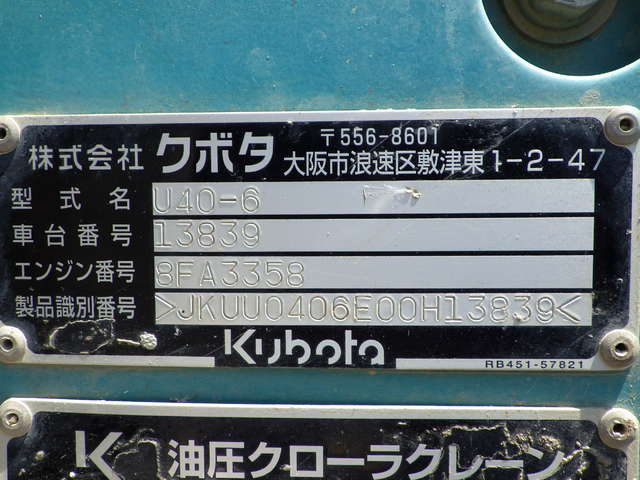 株式会社 クボタ 〒556-8601
大阪市浪速区敷津東1-2-47
型式名 U40-6
車台番号 13839
エンジン番号 8FA3358
製品識別番号 >JKUU0406E00H13839<
Kubota
RB451-57821
油圧クローラクレーン